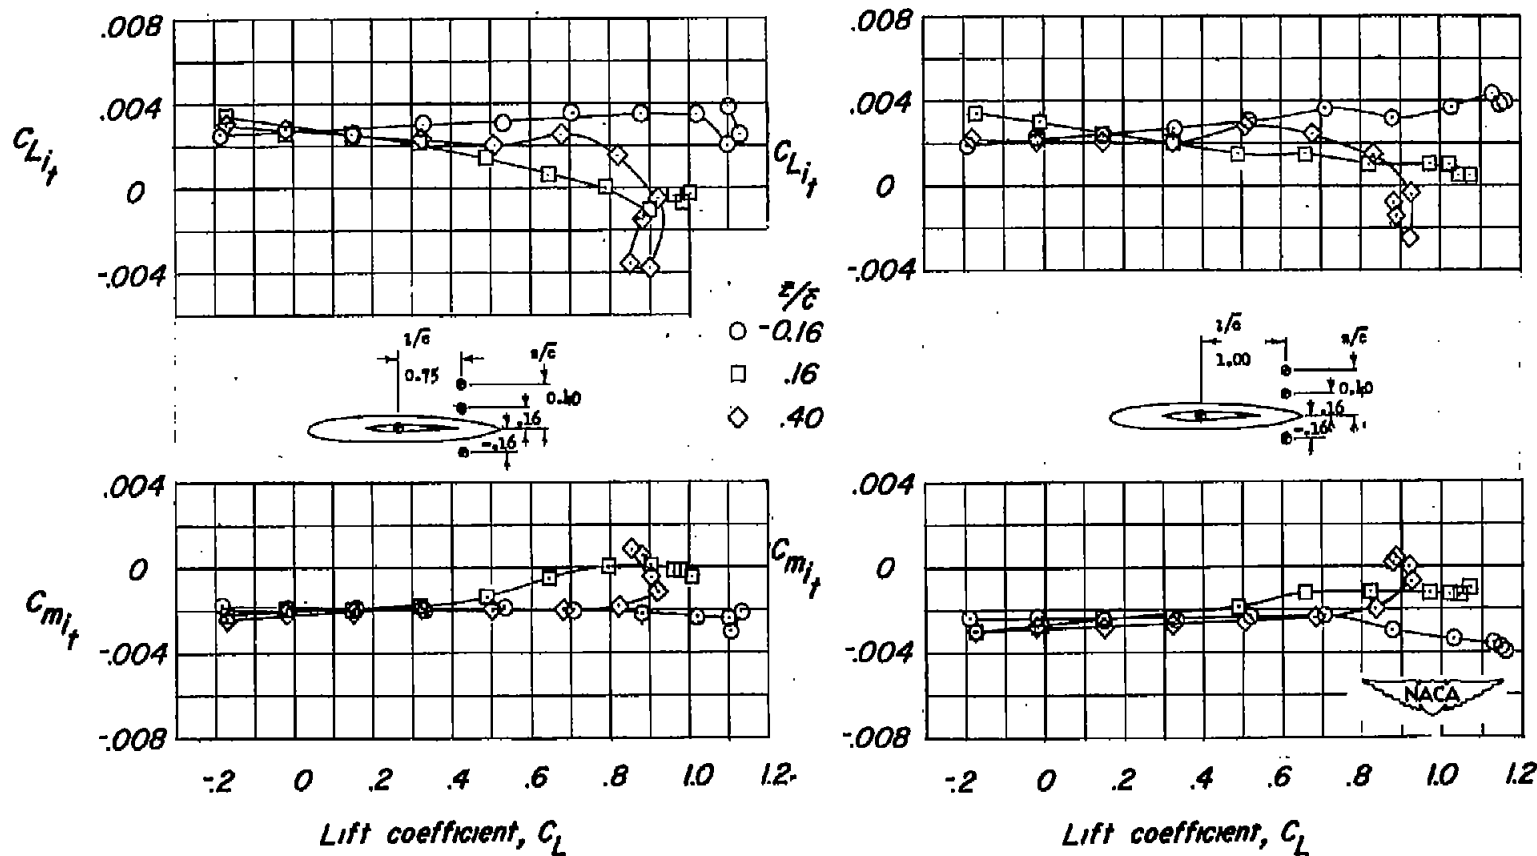 .008
.004
0
-.004
C_{L_{i_t}}
.008
.004
0
-.004
C_{L_{i_t}}
z̄/c̄
-0.16
.16
.40
l/c̄
z/c̄
0.75
0.40
.16
-.16
l/c̄
z/c̄
1.00
0.40
.16
-.16
.004
0
-.004
-.008
C_{m_{i_t}}
-.2 0 .2 .4 .6 .8 1.0 1.2
Lift coefficient, C_L
.004
0
-.004
-.008
C_{m_{i_t}}
NACA
-.2 0 .2 .4 .6 .8 1.0 1.2
Lift coefficient, C_L